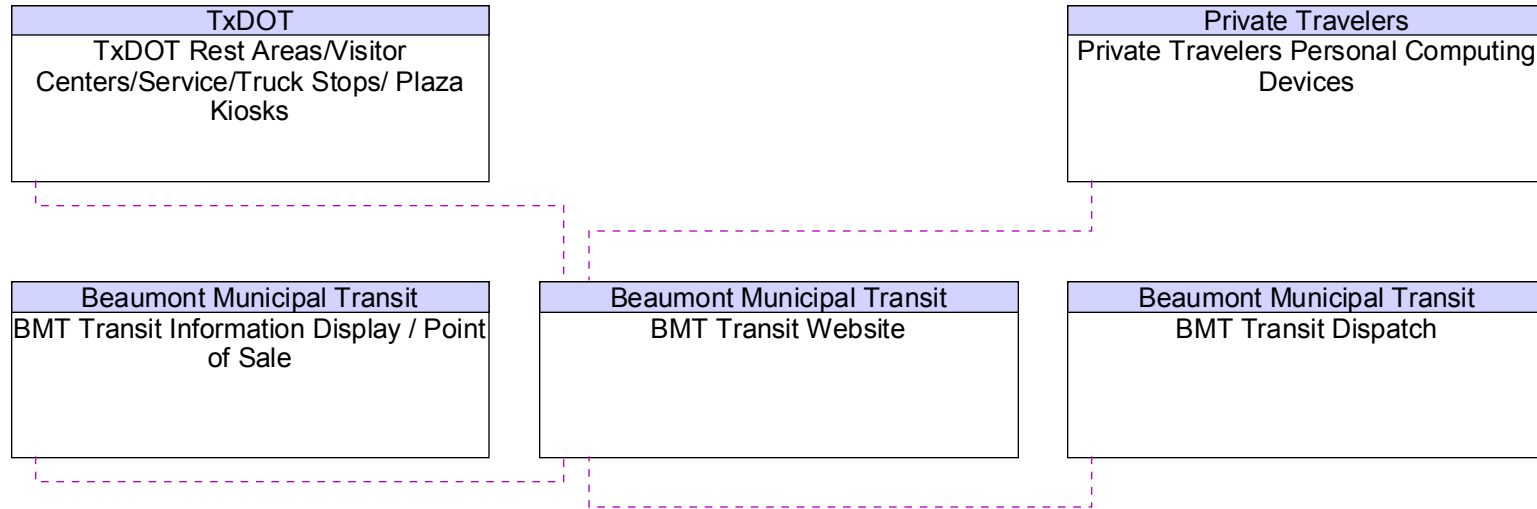 TxDOT
TxDOT Rest Areas/Visitor
Centers/Service/Truck Stops/ Plaza
Kiosks
Private Travelers
Private Travelers Personal Computing
Devices
Beaumont Municipal Transit
BMT Transit Information Display / Point
of Sale
Beaumont Municipal Transit
BMT Transit Website
Beaumont Municipal Transit
BMT Transit Dispatch